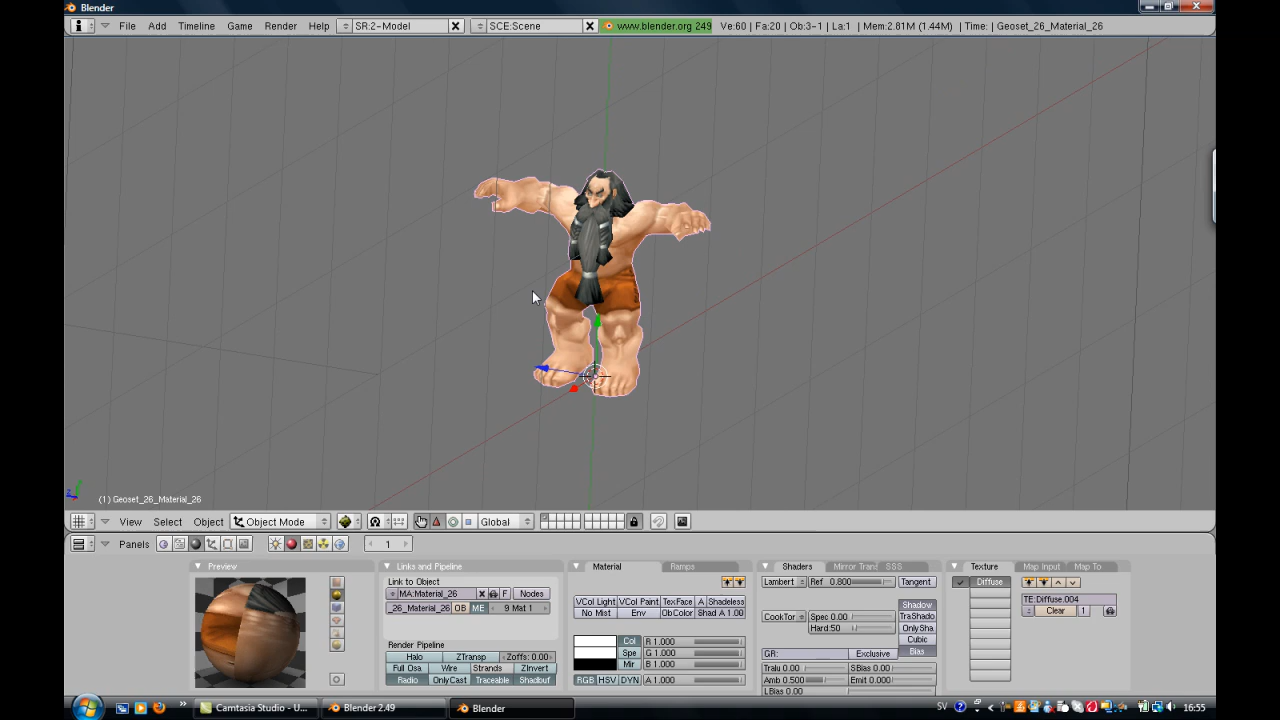 Blender
File Add Timeline Game Render Help SR:2-Model SCE:Scene www.blender.org 249 Ve:60 | Fa:20 | Ob:3-1 | La:1 | Mem:2.81M (1.44M) | Time: | Geoset_26_Material_26
(1) Geoset_26_Material_26
View Select Object Object Mode Global
Panels 1
Preview Links and Pipeline Material Ramps Shaders Mirror Trans SSS Texture Map Input Map To
Link to Object
MA:Material_26 F Nodes
_26_Material_26 OB ME 9 Mat 1
Render Pipeline
Halo ZTransp Zoffs: 0.00
Full Osa Wire Strands ZInvert
Radio OnlyCast Traceable Shadbuf
VCol Light VCol Paint TexFace A Shadeless
No Mist Env ObColor Shad A 1.00
Col R 1.000
Spe G 1.000
Mir B 1.000
RGB HSV DYN A 1.000
Lambert Ref 0.800 Tangent
Shadow
CookTor Spec 0.00 TraShado
Hard:50 OnlySha
Cubic
GR: Exclusive Bias
Tralu 0.00 SBias 0.00
Amb 0.500 Emit 0.000
LBias 0.00
Diffuse
TE:Diffuse.004
Clear 1
Camtasia Studio - U... Blender 2.49 Blender SV 16:55